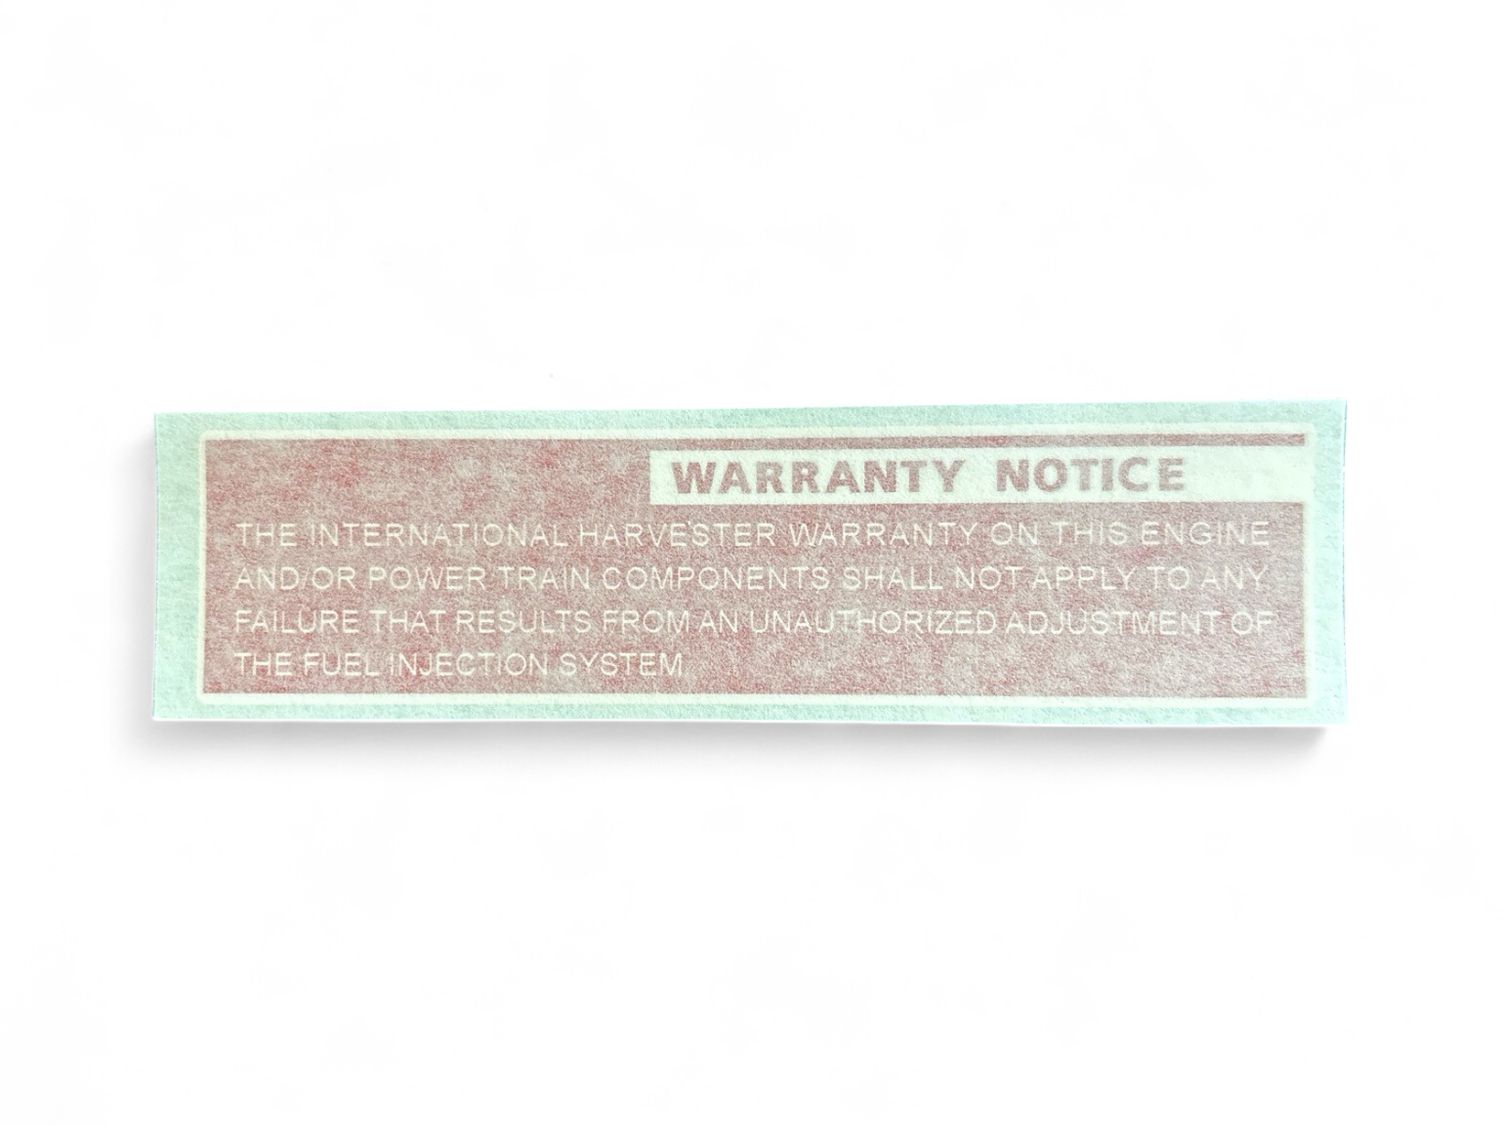 WARRANTY NOTICE
THE INTERNATIONAL HARVESTER WARRANTY ON THIS ENGINE
AND/OR POWER TRAIN COMPONENTS SHALL NOT APPLY TO ANY
FAILURE THAT RESULTS FROM AN UNAUTHORIZED ADJUSTMENT OF
THE FUEL INJECTION SYSTEM